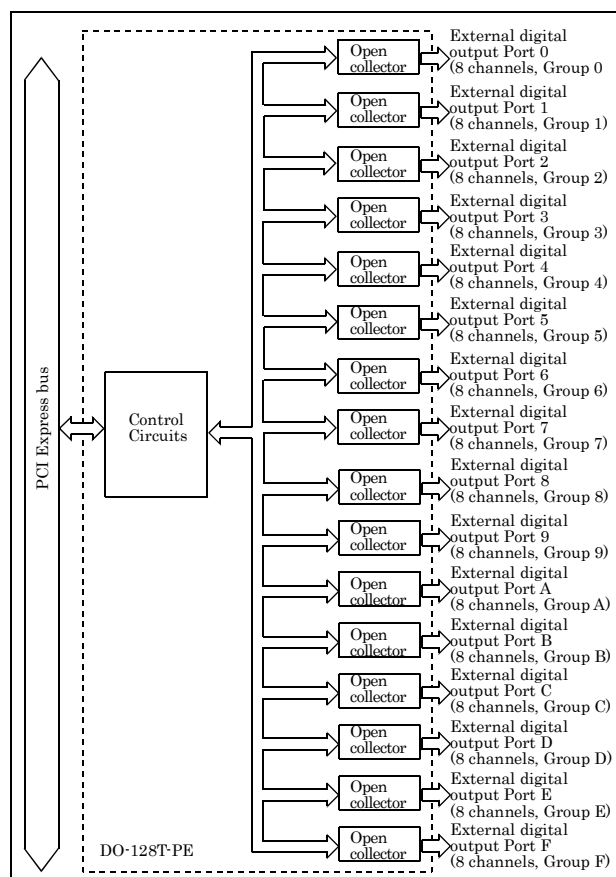 PCI Express bus
Control
Circuits
DO-128T-PE
Open
collector
External digital
output Port 0
(8 channels, Group 0
Open
collector
External digital
output Port 1
(8 channels, Group 1)
Open
collector
External digital
output Port 2
(8 channels, Group 2)
Open
collector
External digital
output Port 3
(8 channels, Group 3)
Open
collector
External digital
output Port 4
(8 channels, Group 4)
Open
collector
External digital
output Port 5
(8 channels, Group 5)
Open
collector
External digital
output Port 6
(8 channels, Group 6)
Open
collector
External digital
output Port 7
(8 channels, Group 7)
Open
collector
External digital
output Port 8
(8 channels, Group 8)
Open
collector
External digital
output Port 9
(8 channels, Group 9)
Open
collector
External digital
output Port A
(8 channels, Group A)
Open
collector
External digital
output Port B
(8 channels, Group B)
Open
collector
External digital
output Port C
(8 channels, Group C)
Open
collector
External digital
output Port D
(8 channels, Group D)
Open
collector
External digital
output Port E
(8 channels, Group E)
Open
collector
External digital
output Port F
(8 channels, Group F)